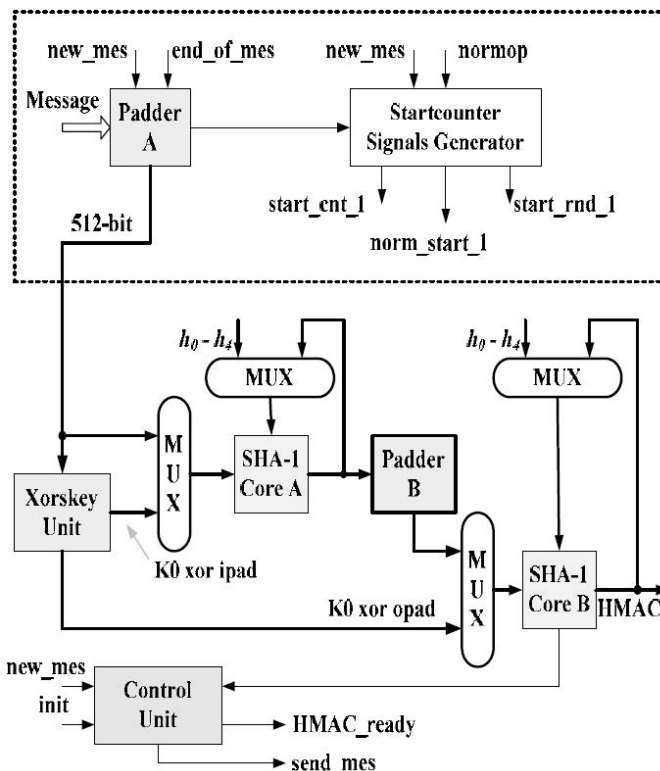 new_mes
end_of_mes
new_mes
normop
Message
Padder
A
Startcounter
Signals Generator
start_cnt_1
start_rnd_1
norm_start_1
512-bit
h0 - h4
h0 - h4
MUX
MUX
MUX
SHA-1
Core A
Padder
B
Xorskey
Unit
K0 xor ipad
MUX
SHA-1
Core B
K0 xor opad
HMAC
new_mes
init
Control
Unit
HMAC_ready
send_mes